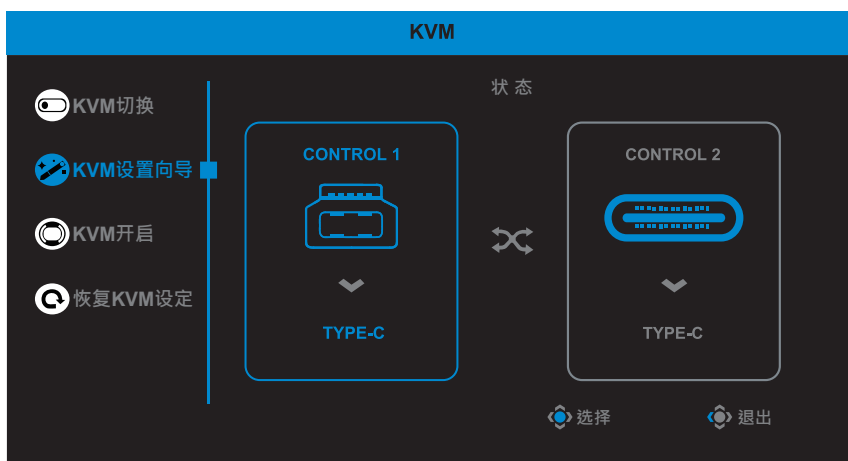 KVM
KVM切换
KVM设置向导
KVM开启
恢复KVM设定
状 态
CONTROL 1
TYPE-C
CONTROL 2
TYPE-C
选择
退出